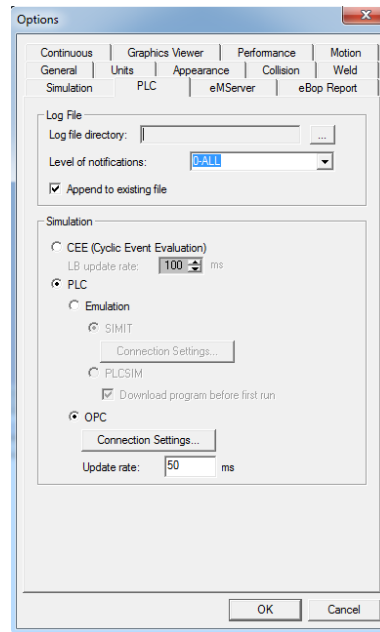 Options
Continuous Graphics Viewer Performance Motion
General Units Appearance Collision Weld
Simulation PLC eMServer eBop Report
Log File
Log file directory: ...
Level of notifications: 0-ALL
Append to existing file
Simulation
CEE (Cyclic Event Evaluation)
LB update rate: 100 ms
PLC
Emulation
SIMIT
Connection Settings...
PLCSIM
Download program before first run
OPC
Connection Settings...
Update rate: 50 ms
OK Cancel